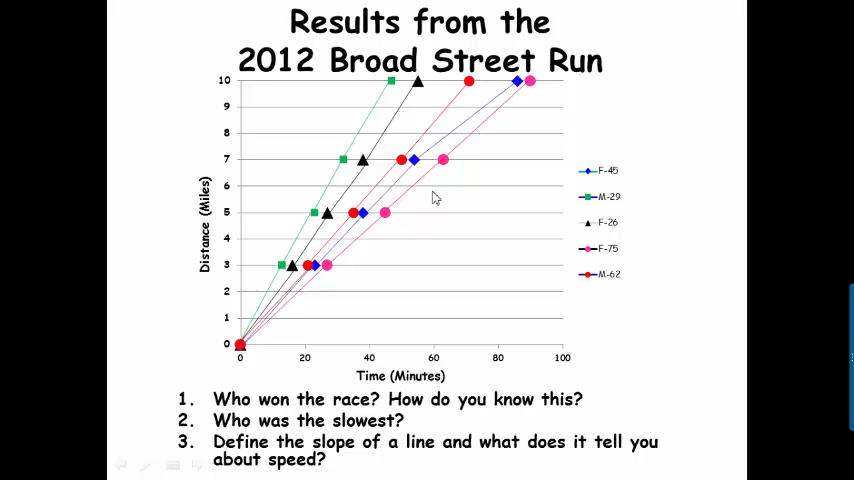 Results from the
2012 Broad Street Run
10
9
8
7
6
5
4
3
2
1
0
Distance (Miles)
0 20 40 60 80 100
Time (Minutes)
F-45
M-29
F-26
F-75
M-62
1. Who won the race? How do you know this?
2. Who was the slowest?
3. Define the slope of a line and what does it tell you
about speed?